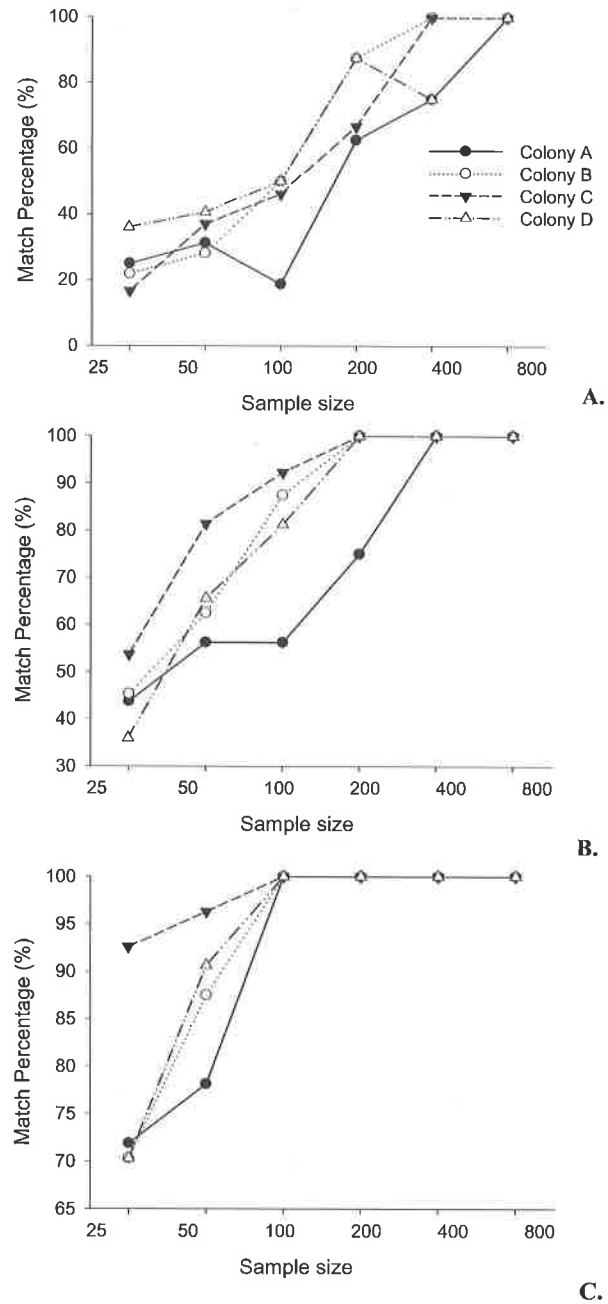 100
80
60
40
20
0
Match Percentage (%)
Colony A
Colony B
Colony C
Colony D
25 50 100 200 400 800
Sample size
A.
100
90
80
70
60
50
40
30
Match Percentage (%)
25 50 100 200 400 800
Sample size
B.
100
95
90
85
80
75
70
65
Match Percentage (%)
25 50 100 200 400 800
Sample size
C.